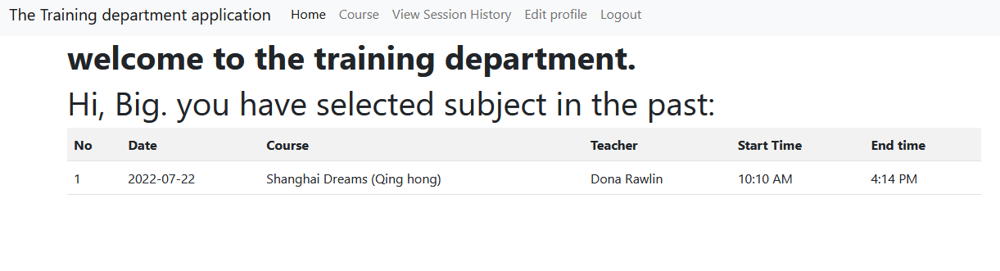 The Training department application Home Course View Session History Edit profile Logout
welcome to the training department.
Hi, Big. you have selected subject in the past:
No Date Course Teacher Start Time End time
1 2022-07-22 Shanghai Dreams (Qing hong) Dona Rawlin 10:10 AM 4:14 PM